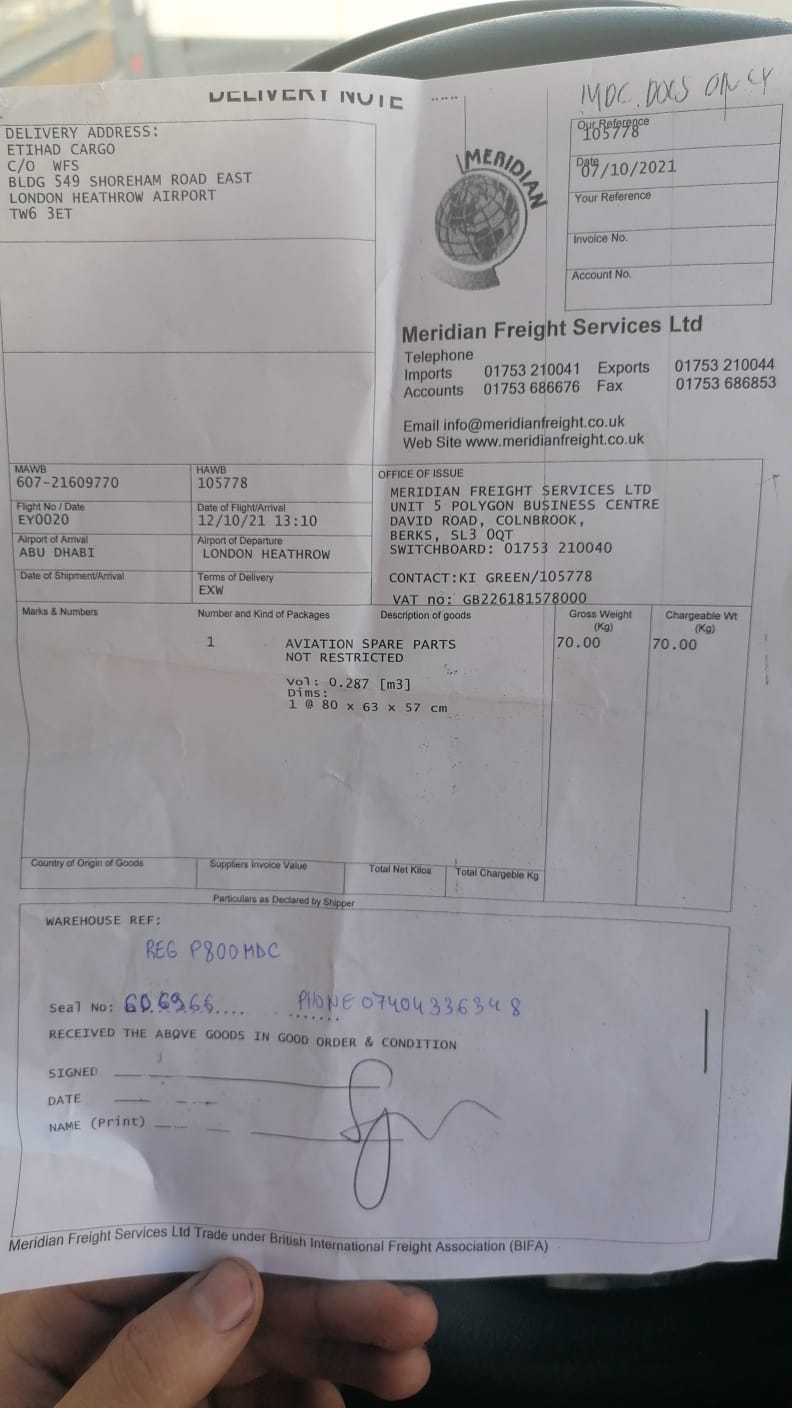 DELIVERY NOTE
MDC DOCS ONLY
DELIVERY ADDRESS:
ETIHAD CARGO
C/O WFS
BLDG 549 SHOREHAM ROAD EAST
LONDON HEATHROW AIRPORT
TW6 3ET
MERIDIAN
Our Reference
105778
Date
07/10/2021
Your Reference
Invoice No.
Account No.
Meridian Freight Services Ltd
Telephone
Imports 01753 210041 Exports 01753 210044
Accounts 01753 686676 Fax 01753 686853
Email info@meridianfreight.co.uk
Web Site www.meridianfreight.co.uk
MAWB
607-21609770
HAWB
105778
Flight No / Date
EY0020
Date of Flight/Arrival
12/10/21 13:10
Airport of Arrival
ABU DHABI
Airport of Departure
LONDON HEATHROW
Date of Shipment/Arrival
Terms of Delivery
EXW
OFFICE OF ISSUE
MERIDIAN FREIGHT SERVICES LTD
UNIT 5 POLYGON BUSINESS CENTRE
DAVID ROAD, COLNBROOK,
BERKS, SL3 0QT
SWITCHBOARD: 01753 210040
CONTACT:KI GREEN/105778
VAT no: GB226181578000
Marks & Numbers Number and Kind of Packages Description of goods Gross Weight (Kg) Chargeable Wt (Kg)
1 AVIATION SPARE PARTS 70.00 70.00
NOT RESTRICTED
Vol: 0.287 [m3]
Dims:
1 @ 80 x 63 x 57 cm
Country of Origin of Goods Suppliers Invoice Value Total Net Kilos Total Chargeble Kg
Particulars as Declared by Shipper
WAREHOUSE REF:
REG P800MDC
Seal No: 606966.... PHONE 07404336348
RECEIVED THE ABOVE GOODS IN GOOD ORDER & CONDITION
SIGNED
DATE
NAME (Print)
Meridian Freight Services Ltd Trade under British International Freight Association (BIFA)